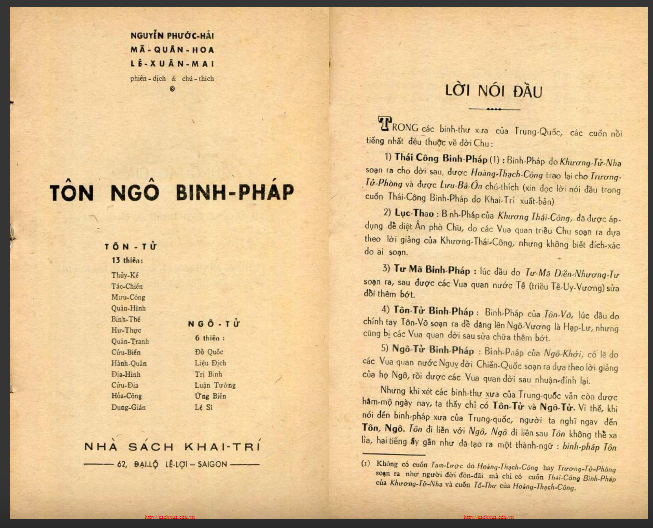 NGUYỄN PHƯỚC-HẢI
MÃ-QUÂN-HOA
LÊ-XUÂN-MAI
phiên-dịch & chú-thích
TÔN NGÔ BINH-PHÁP
TÔN-TỬ
13 thiên:
Thủy-Kế
Tác-Chiến
Mưu-Công
Quân-Hình
Binh-Thế
Hư-Thực
Quân-Tranh
Cửu-Biến
Hành-Quân
Địa-Hình
Cửu-Địa
Hỏa-Công
Dụng-Gián
NGÔ-TỬ
6 thiên:
Đồ Quốc
Liệu Địch
Trị Binh
Luận Tướng
Ứng Biến
Lệ Sĩ
NHÀ SÁCH KHAI-TRÍ
62, ĐẠI-LỘ LÊ-LỢI - SAIGON
LỜI NÓI ĐẦU
TRONG các binh-thư xưa của Trung-Quốc, các cuốn nổi
tiếng nhất đều thuộc về đời Chu:
1) Thái Công Binh-Pháp (1): Binh-Pháp do Khương-Tử-Nha
soạn ra cho đời sau, được Hoàng-Thạch-Công trao lại cho Trương-
Tử-Phòng và được Lưu-Bá-Ôn chú-thích (xin đọc lời nói đầu trong
cuốn Thái-Công Binh-Pháp do Khai-Trí xuất-bản)
2) Lục-Thao: Binh-Pháp của Khương Thái-Công, đã được áp-
dụng để diệt Ân phò Chu, do các Vua quan triều Chu soạn ra dựa
theo lời giảng của Khương-Thái-Công, nhưng không biết đích-xác
do ai soạn.
3) Tư Mã Binh-Pháp: lúc đầu do Tư-Mã Điền-Nhương-Tư
soạn ra, sau được các Vua quan nước Tề (triều Tề-Uy-Vương) sửa
đổi thêm bớt.
4) Tôn-Tử Binh-Pháp: Binh-Pháp của Tôn-Võ, lúc đầu do
chính tay Tôn-Võ soạn ra để dâng lên Ngô-Vương là Hạp-Lư, nhưng
cũng bị các Vua quan đời sau sửa chữa thêm bớt.
5) Ngô-Tử Binh-Pháp: Binh-Pháp của Ngô-Khởi, có lẽ do
các Vua quan nước Ngụy đời Chiến-Quốc soạn ra dựa theo lời giảng
của họ Ngô, rồi được các Vua quan đời sau nhuận-đính lại.
Nhưng khi xét các binh-thư xưa của Trung-quốc vẫn còn được
hâm-mộ ngày nay, ta thấy chỉ có Tôn-Tử và Ngô-Tử. Vì thế, khi
nói đến binh-pháp xưa của Trung-quốc, người ta nghĩ ngay đến
Tôn, Ngô. Tôn đi liền với Ngô, Ngô đi liền sau Tôn không thể xa
lìa, hai tiếng ấy gần như đã tạo ra một thành-ngữ: binh-pháp Tôn
(1) Không có cuốn Tam-Lược do Hoàng-Thạch-Công hay Trương-Tử-Phòng
soạn ra như người đời đồn-đãi mà chỉ có cuốn Thái-Công Binh-Pháp
của Khương-Tử-Nha và cuốn Tố-Thư của Hoàng-Thạch-Công.